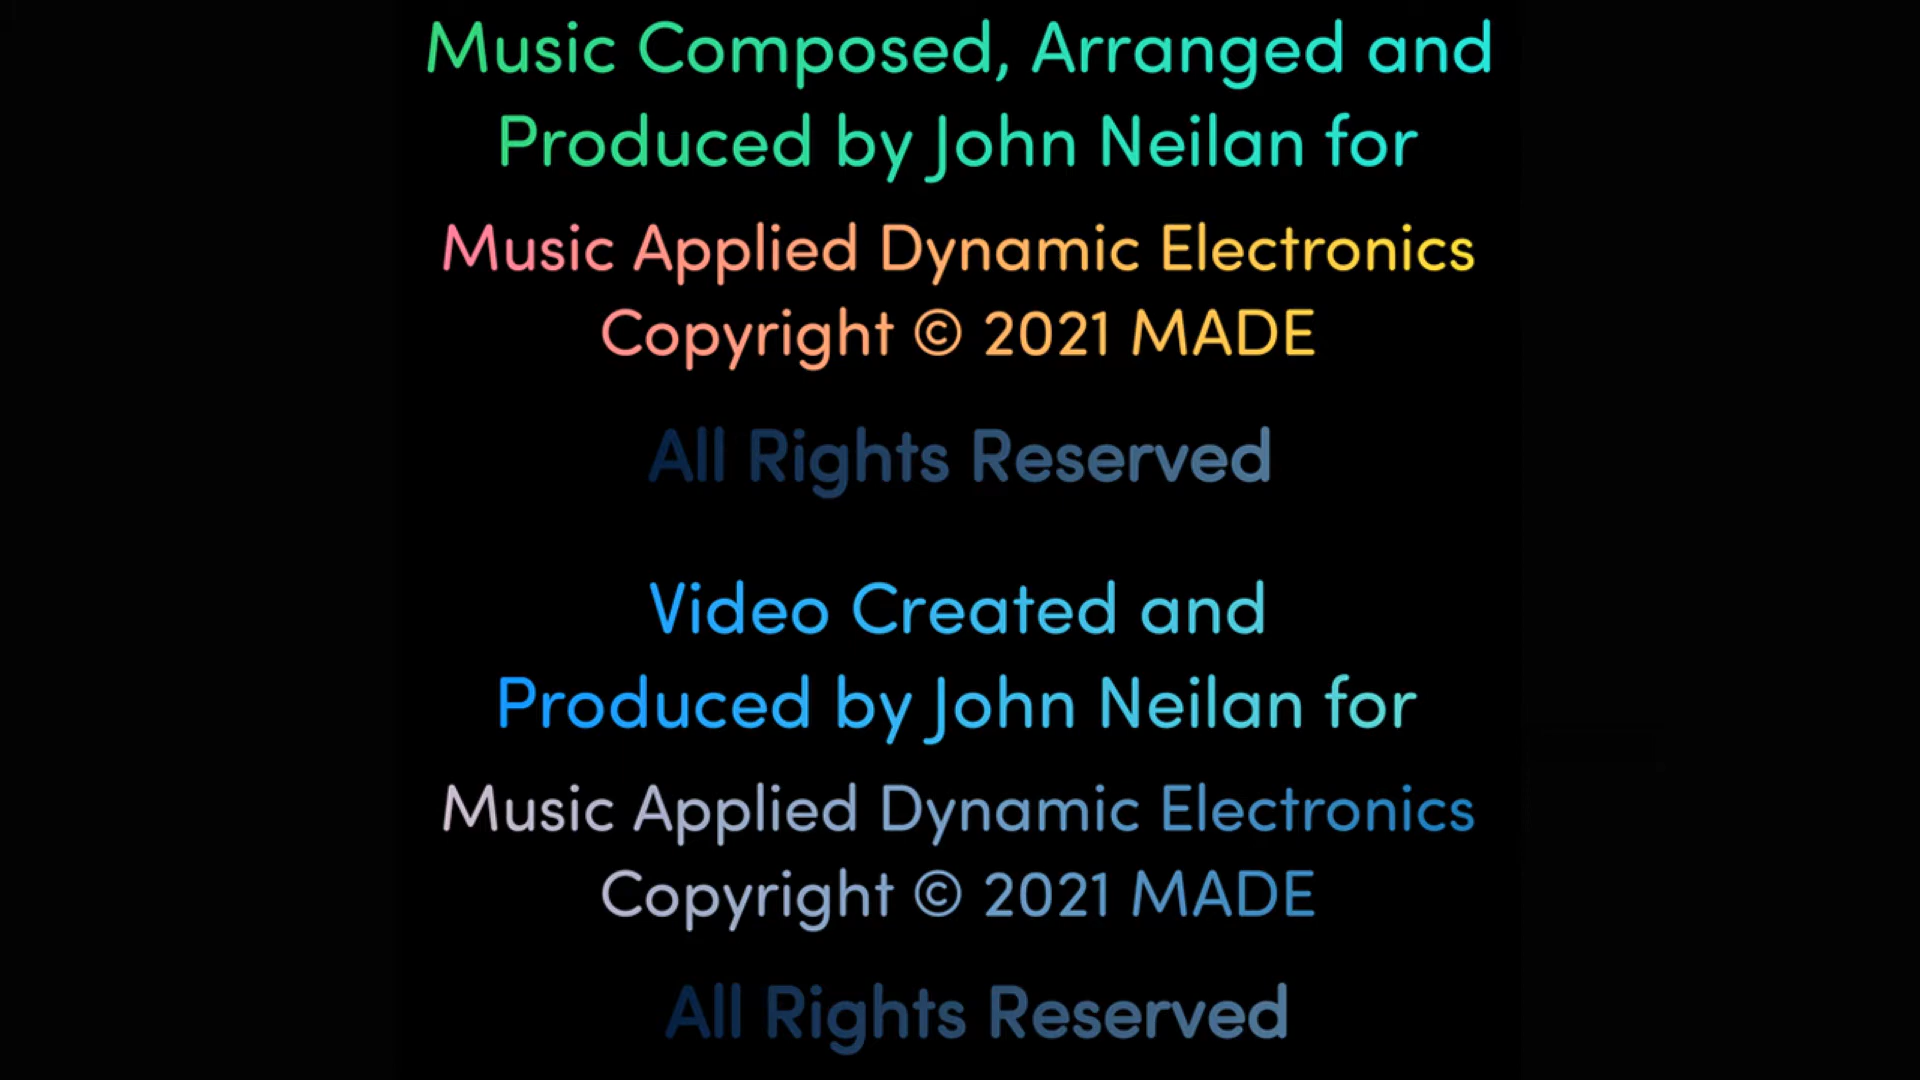 Music Composed, Arranged and
Produced by John Neilan for
Music Applied Dynamic Electronics
Copyright © 2021 MADE
All Rights Reserved
Video Created and
Produced by John Neilan for
Music Applied Dynamic Electronics
Copyright © 2021 MADE
All Rights Reserved